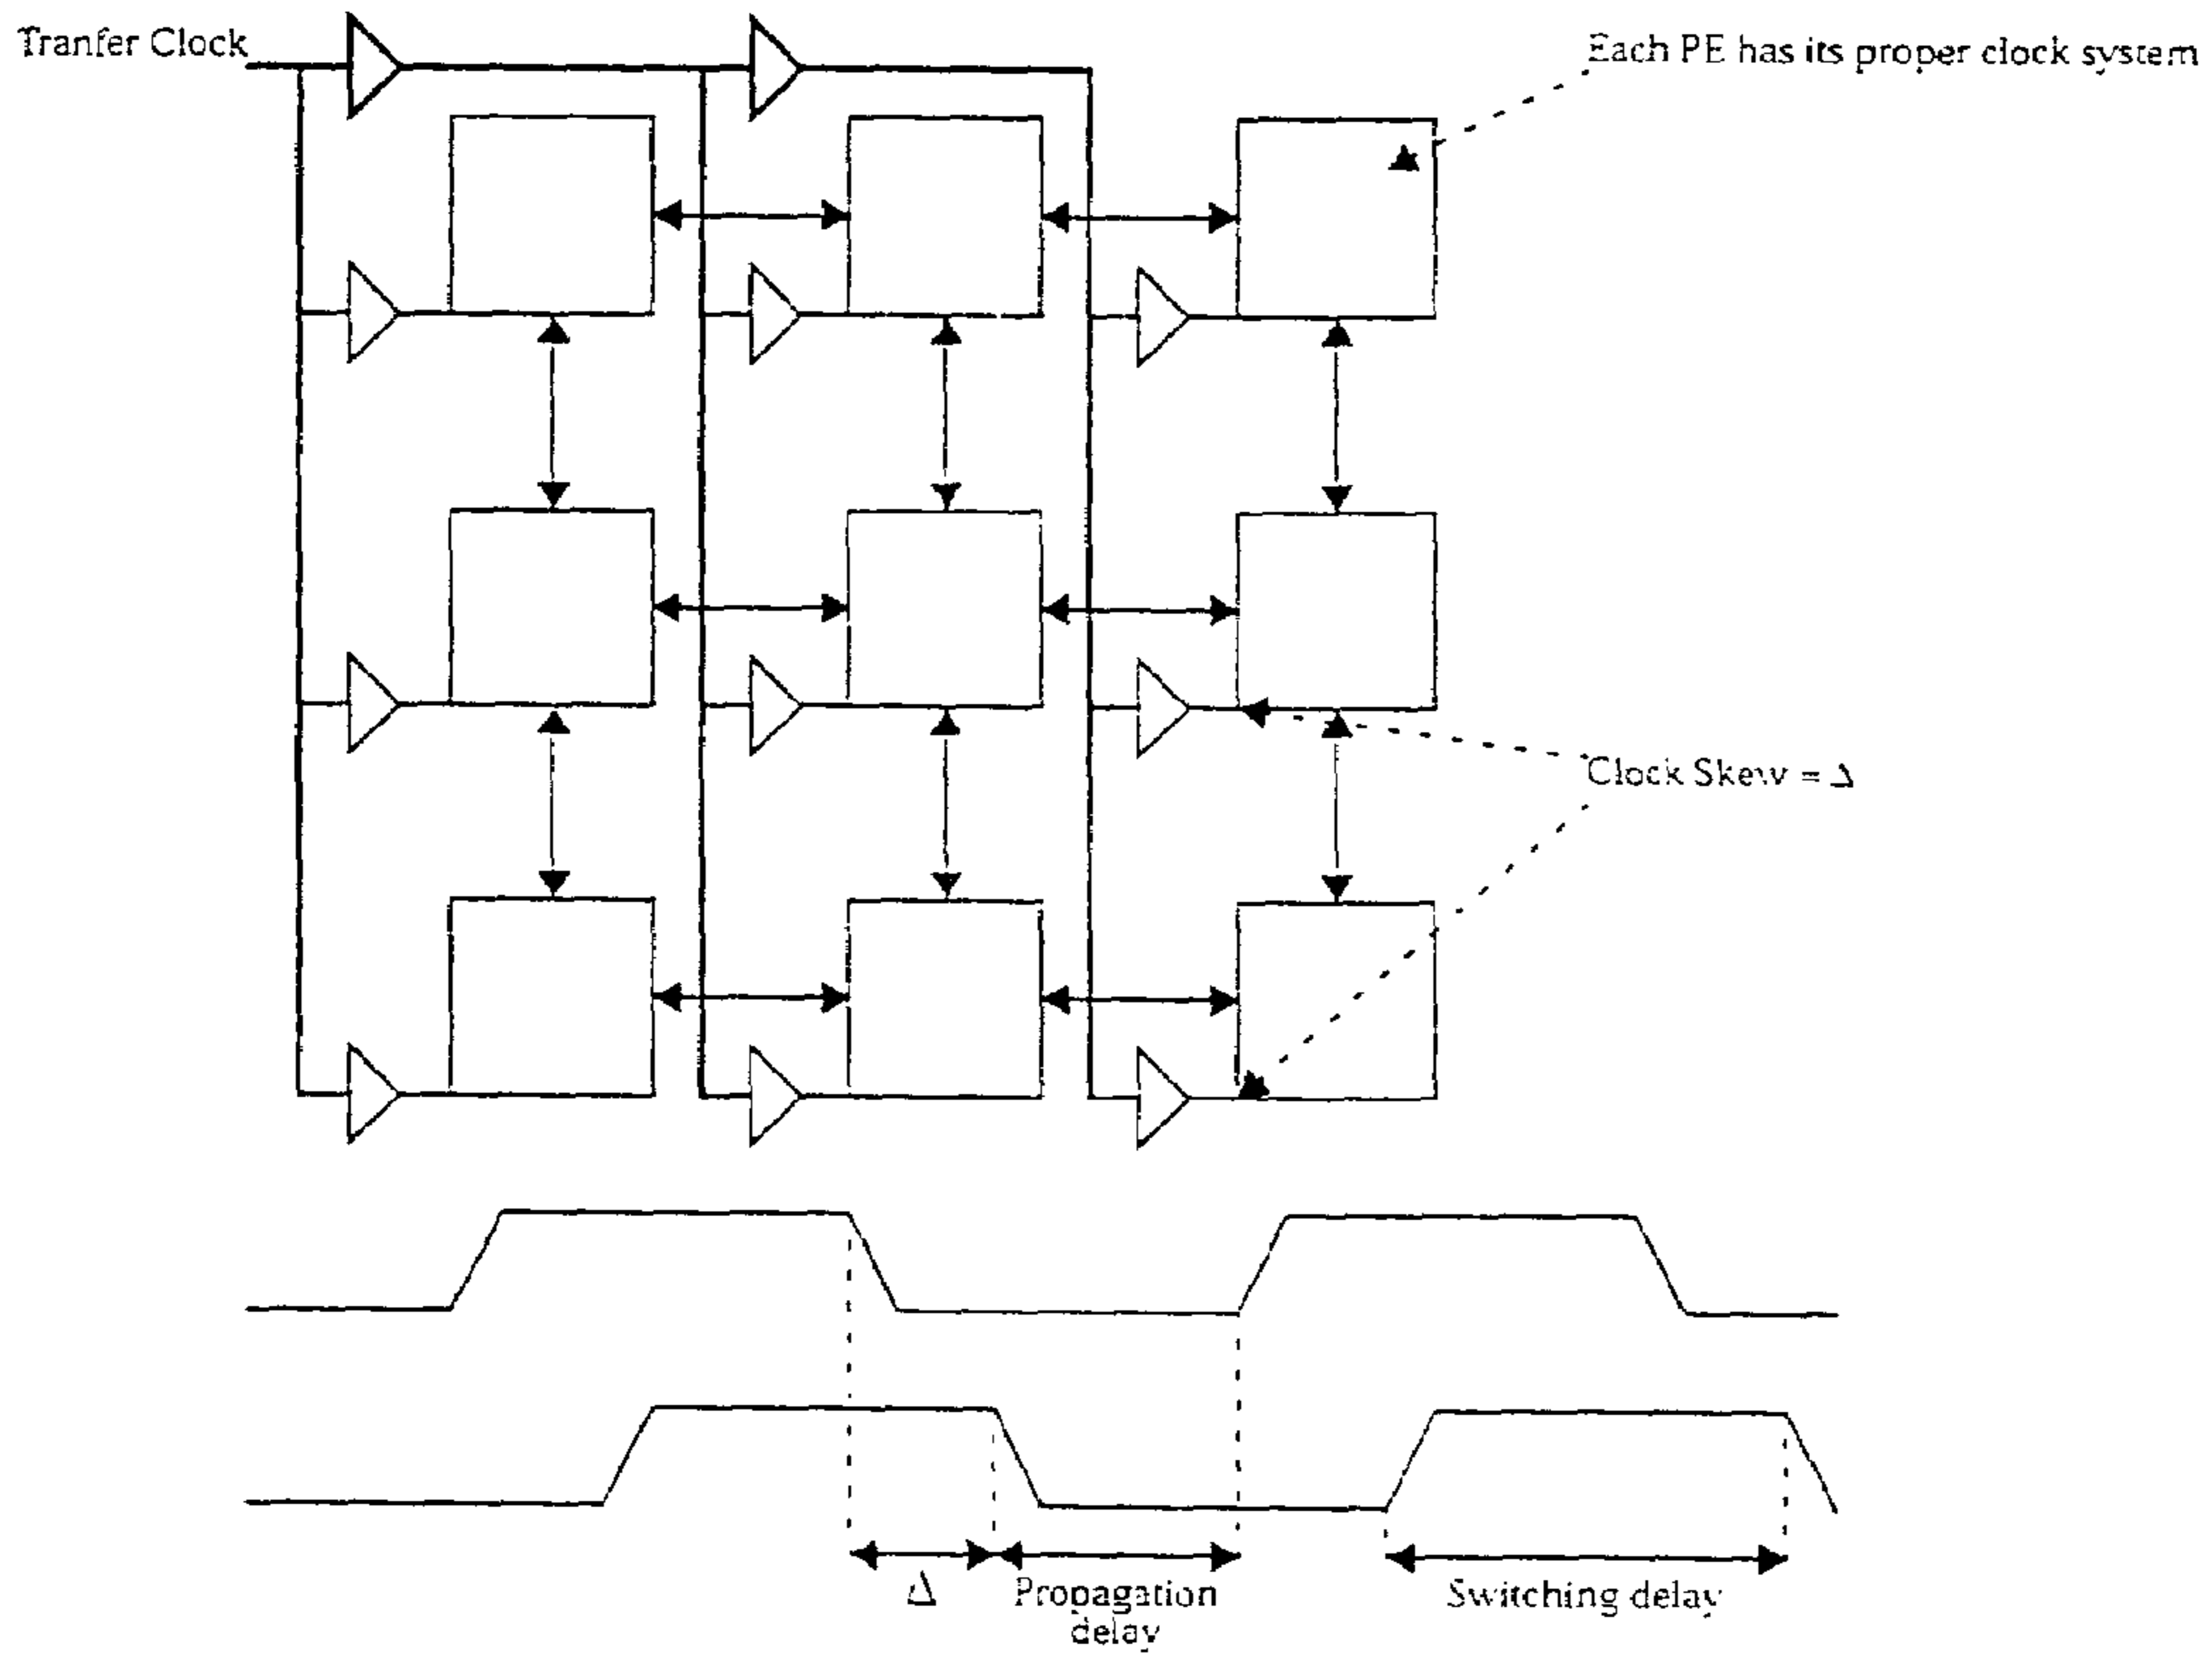 Tranfer Clock
Each PE has its proper clock system
Clock Skew = Δ
Δ
Propagation
delay
Switching delay